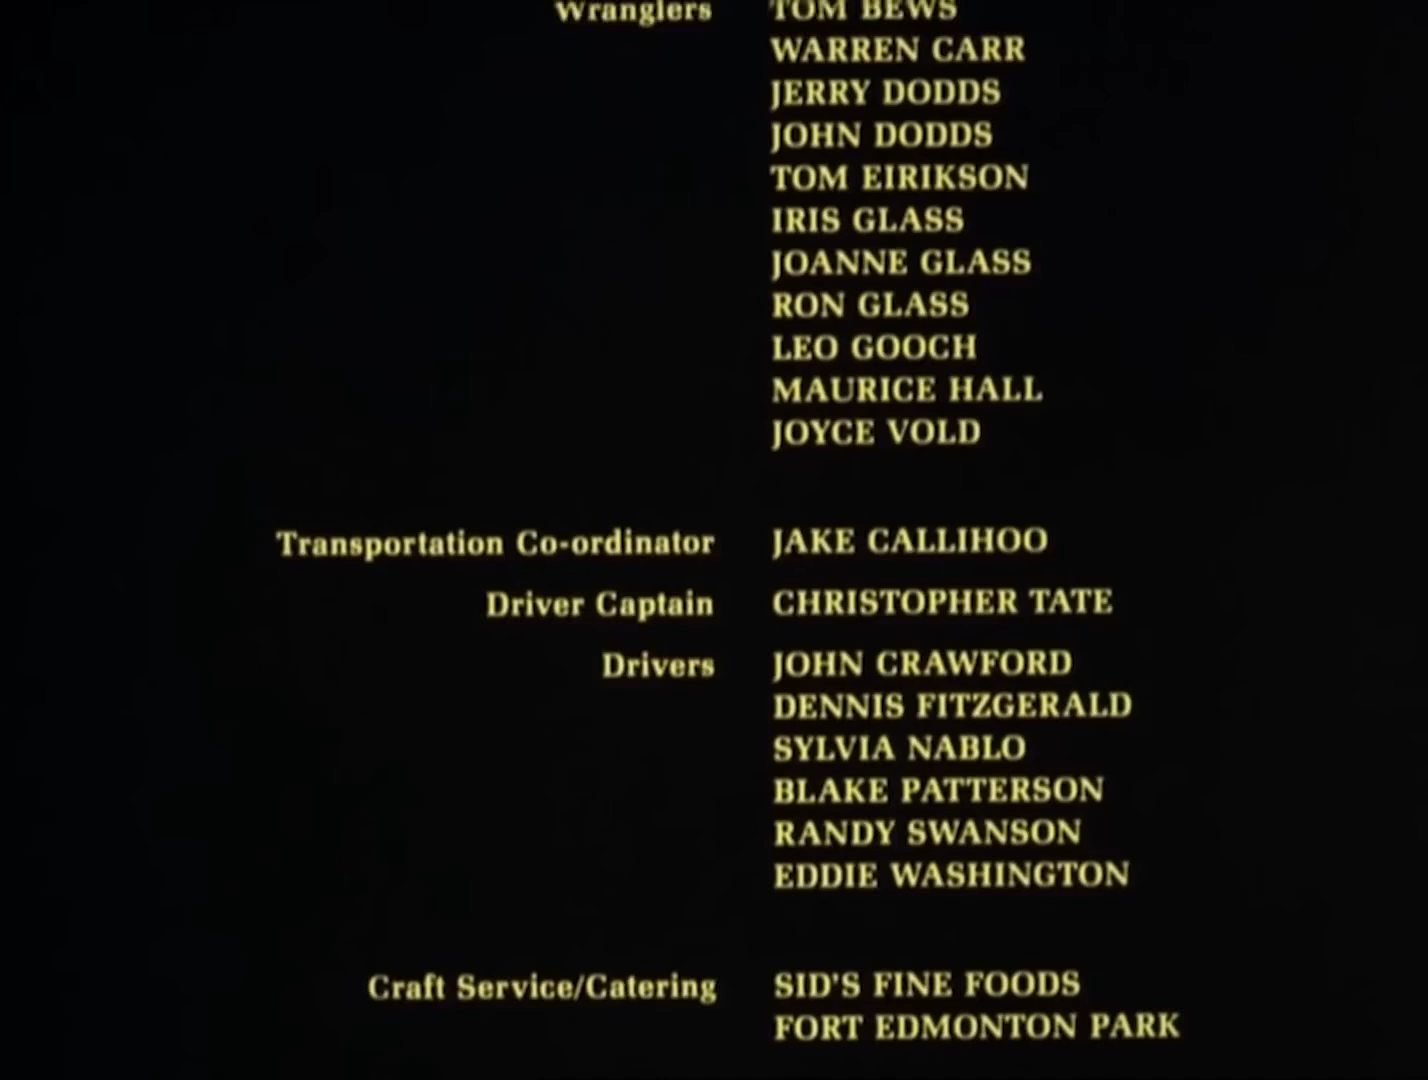 Wranglers TOM BEWS
WARREN CARR
JERRY DODDS
JOHN DODDS
TOM EIRIKSON
IRIS GLASS
JOANNE GLASS
RON GLASS
LEO GOOCH
MAURICE HALL
JOYCE VOLD
Transportation Co-ordinator JAKE CALLIHOO
Driver Captain CHRISTOPHER TATE
Drivers JOHN CRAWFORD
DENNIS FITZGERALD
SYLVIA NABLO
BLAKE PATTERSON
RANDY SWANSON
EDDIE WASHINGTON
Craft Service/Catering SID'S FINE FOODS
FORT EDMONTON PARK